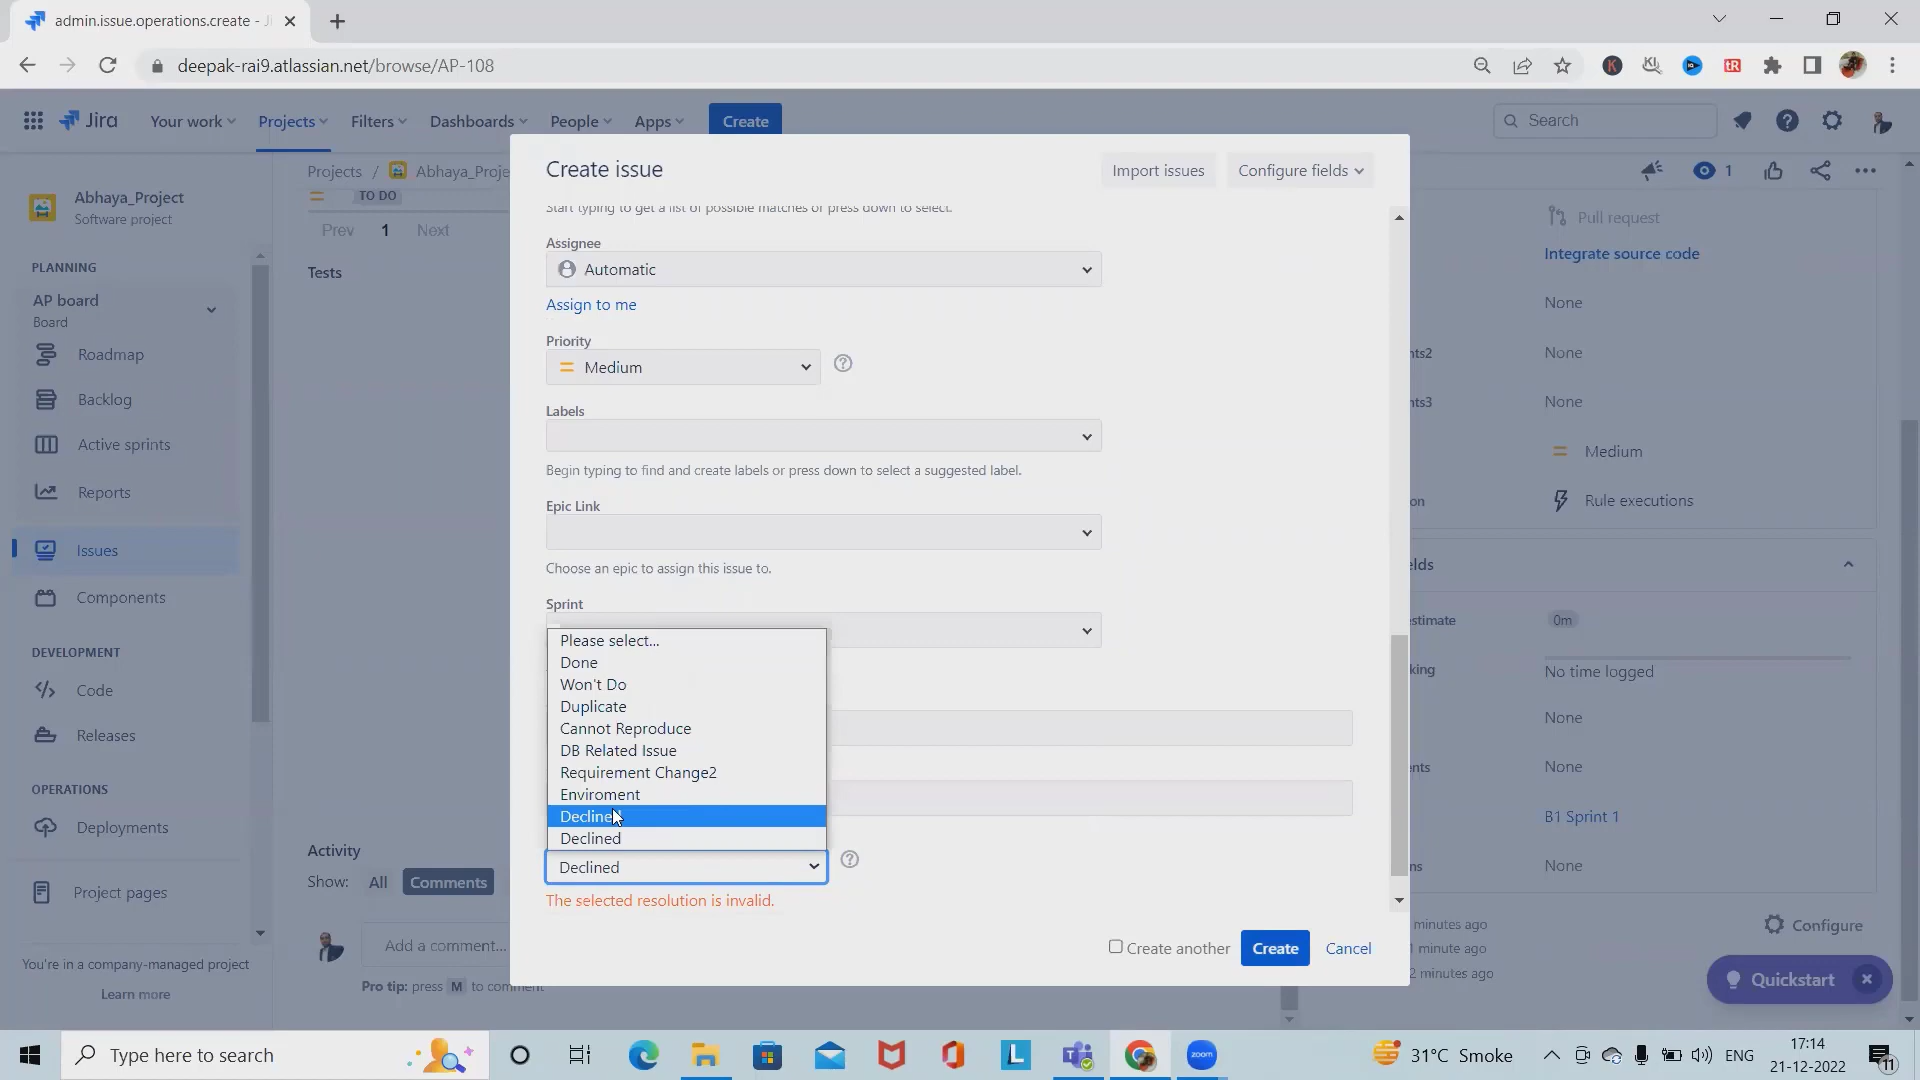 admin.issue.operations.create - Ji
deepak-rai9.atlassian.net/browse/AP-108
Jira
Your work
Projects
Filters
Dashboards
People
Apps
Create
Search
Projects / Abhaya_Proje
TO DO
Prev 1 Next
Tests
Abhaya_Project
Software project
PLANNING
AP board
Board
Roadmap
Backlog
Active sprints
Reports
Issues
Components
DEVELOPMENT
Code
Releases
OPERATIONS
Deployments
Project pages
You're in a company-managed project
Learn more
Activity
Show: All Comments
Add a comment...
Pro tip: press M to comment
Create issue
Import issues
Configure fields
Start typing to get a list of possible matches or press down to select.
Assignee
Automatic
Assign to me
Priority
Medium
Labels
Begin typing to find and create labels or press down to select a suggested label.
Epic Link
Choose an epic to assign this issue to.
Sprint
Please select...
Done
Won't Do
Duplicate
Cannot Reproduce
DB Related Issue
Requirement Change2
Enviroment
Declined
Declined
Declined
The selected resolution is invalid.
Create another
Create
Cancel
1
Pull request
Integrate source code
None
nts2 None
nts3 None
Medium
on Rule executions
elds
stimate 0m
king No time logged
None
nts None
B1 Sprint 1
ns None
minutes ago
1 minute ago
2 minutes ago
Configure
Quickstart
Type here to search
zoom
31°C Smoke
ENG
17:14
21-12-2022
11